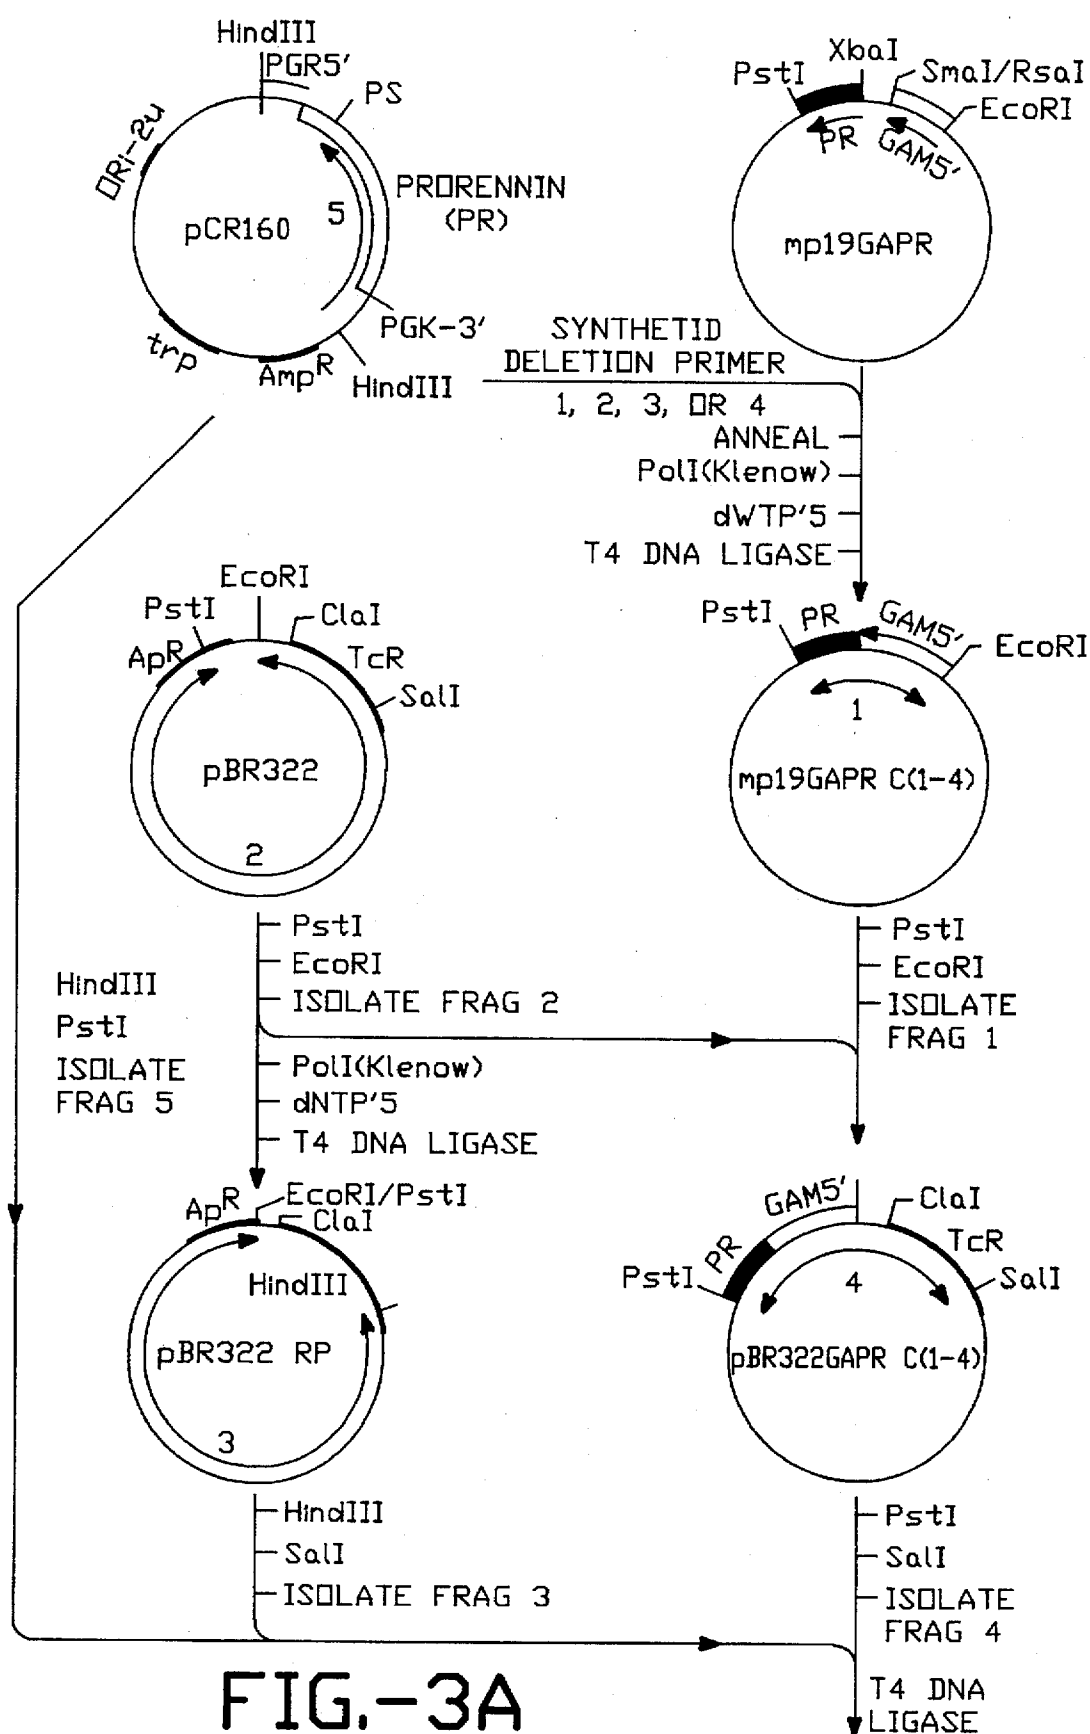 HindIII
PGR5'
PS
ORi-2u
PRORENNIN
(PR)
5
pCR160
PGK-3'
trp
AmpR
HindIII
XbaI
PstI
SmaI/RsaI
EcoRI
PR
GAM5'
mp19GAPR
SYNTHETID
DELETION PRIMER
1, 2, 3, OR 4
ANNEAL
PolI(Klenow)
dWTP'5
T4 DNA LIGASE
EcoRI
PstI
ClaI
ApR
TcR
SalI
pBR322
2
PstI
PR
GAM5'
EcoRI
1
mp19GAPR C(1-4)
HindIII
PstI
ISOLATE
FRAG 5
PstI
EcoRI
ISOLATE FRAG 2
PolI(Klenow)
dNTP'5
T4 DNA LIGASE
PstI
EcoRI
ISOLATE
FRAG 1
ApR
EcoRI/PstI
ClaI
HindIII
pBR322 RP
3
GAM5'
ClaI
PR
TcR
PstI
SalI
4
pBR322GAPR C(1-4)
HindIII
SalI
ISOLATE FRAG 3
PstI
SalI
ISOLATE
FRAG 4
T4 DNA
LIGASE
FIG.-3A